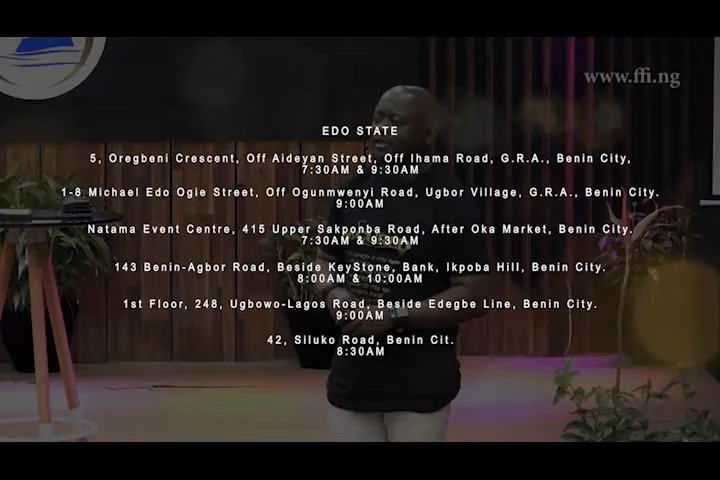 www.ffi.ng
EDO STATE
5, Oregbeni Crescent, Off Aideyan Street, Off Ihama Road, G.R.A., Benin City,
7:30AM & 9:30AM
1-8 Michael Edo Ogie Street, Off Ogunmwenyi Road, Ugbor Village, G.R.A., Benin City.
9:00AM
Natama Event Centre, 415 Upper Sakponba Road, After Oka Market, Benin City.
7:30AM & 9:30AM
143 Benin-Agbor Road, Beside KeyStone, Bank, Ikpoba Hill, Benin City.
8:00AM & 10:00AM
1st Floor, 248, Ugbowo-Lagos Road, Beside Edegbe Line, Benin City.
9:00AM
42, Siluko Road, Benin Cit.
8:30AM